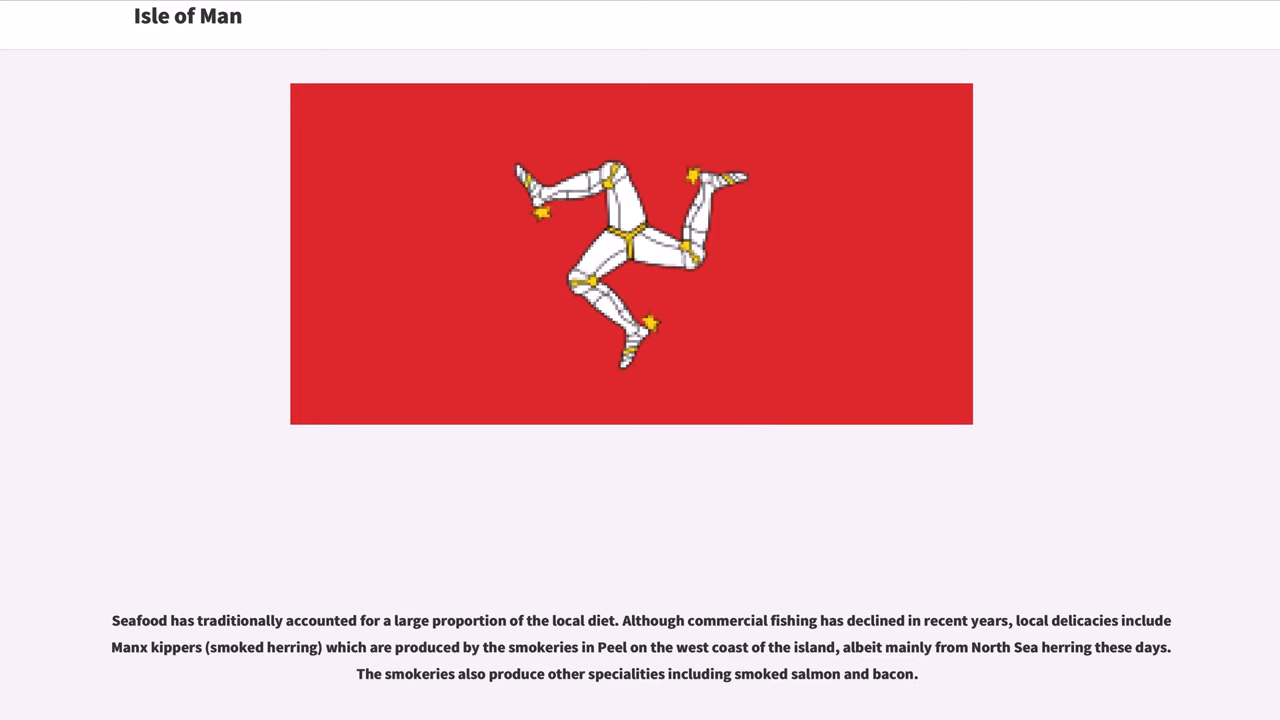 Isle of Man
Seafood has traditionally accounted for a large proportion of the local diet. Although commercial fishing has declined in recent years, local delicacies include
Manx kippers (smoked herring) which are produced by the smokeries in Peel on the west coast of the island, albeit mainly from North Sea herring these days.
The smokeries also produce other specialities including smoked salmon and bacon.